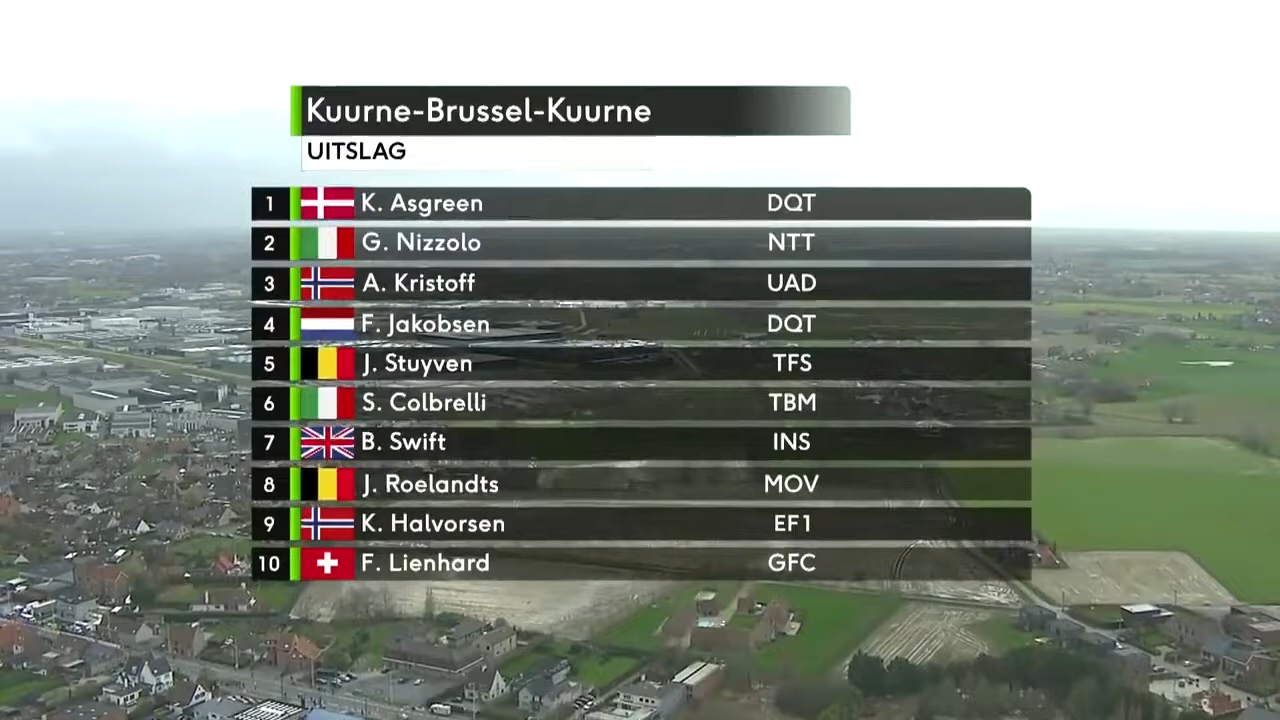 Kuurne-Brussel-Kuurne
UITSLAG
1 K. Asgreen DQT
2 G. Nizzolo NTT
3 A. Kristoff UAD
4 F. Jakobsen DQT
5 J. Stuyven TFS
6 S. Colbrelli TBM
7 B. Swift INS
8 J. Roelandts MOV
9 K. Halvorsen EF1
10 F. Lienhard GFC